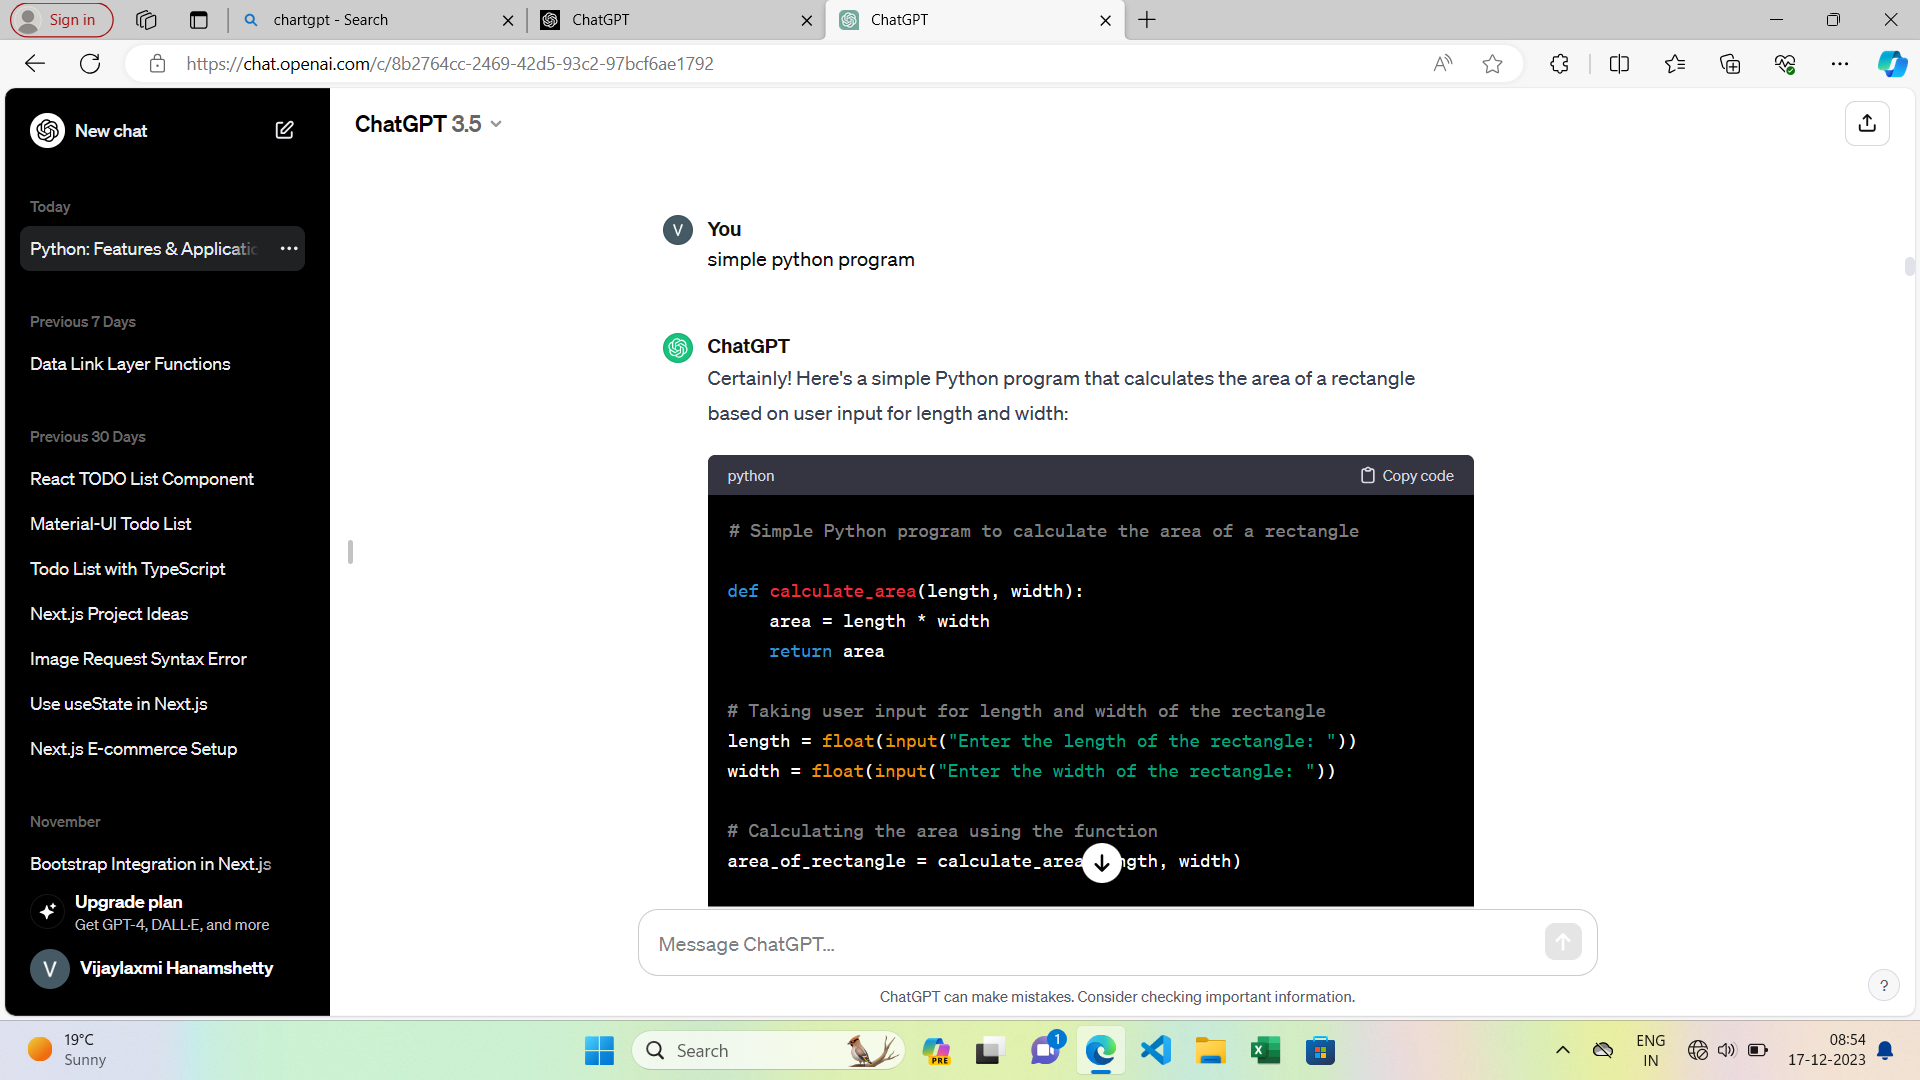 Sign in
chartgpt - Search
ChatGPT
ChatGPT
https://chat.openai.com/c/8b2764cc-2469-42d5-93c2-97bcf6ae1792
New chat
Today
Python: Features & Applicatic
Previous 7 Days
Data Link Layer Functions
Previous 30 Days
React TODO List Component
Material-UI Todo List
Todo List with TypeScript
Next.js Project Ideas
Image Request Syntax Error
Use useState in Next.js
Next.js E-commerce Setup
November
Bootstrap Integration in Next.js
Upgrade plan
Get GPT-4, DALL·E, and more
V
Vijaylaxmi Hanamshetty
ChatGPT 3.5
V
You
simple python program
ChatGPT
Certainly! Here's a simple Python program that calculates the area of a rectangle
based on user input for length and width:
python
Copy code
# Simple Python program to calculate the area of a rectangle
def calculate_area(length, width):
    area = length * width
    return area
# Taking user input for length and width of the rectangle
length = float(input("Enter the length of the rectangle: "))
width = float(input("Enter the width of the rectangle: "))
# Calculating the area using the function
area_of_rectangle = calculate_area ngth, width)
Message ChatGPT...
ChatGPT can make mistakes. Consider checking important information.
?
19°C
Sunny
Search
PRE
1
ENG
IN
08:54
17-12-2023